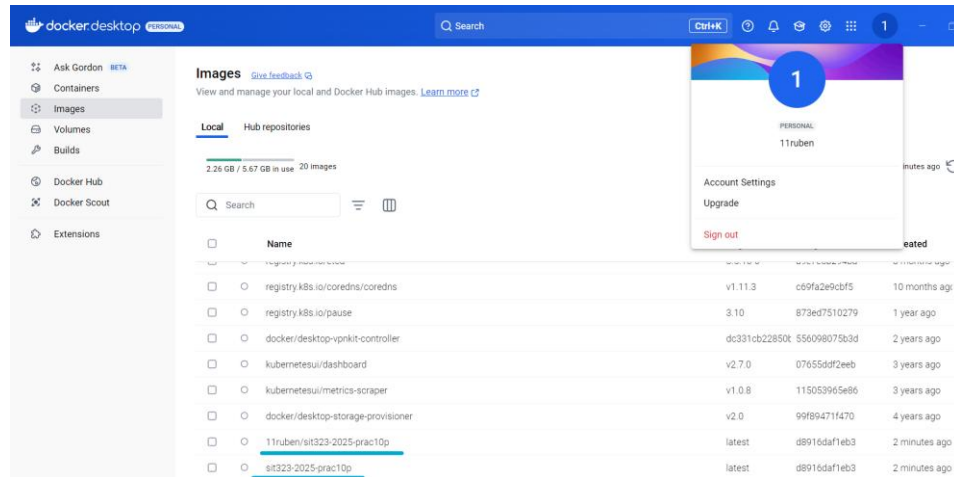 docker.desktop PERSONAL
Search
Ctrl+K
1
Ask Gordon BETA
Containers
Images
Volumes
Builds
Docker Hub
Docker Scout
Extensions
Images Give feedback
View and manage your local and Docker Hub images. Learn more
Local Hub repositories
2.26 GB / 5.67 GB in use 20 images
Search
1
PERSONAL
11ruben
Account Settings
Upgrade
Sign out
inutes ago
Name eated
registry.k8s.io/coredns/coredns v1.11.3 c69fa2e9cbf5 10 months ago
registry.k8s.io/pause 3.10 873ed7510279 1 year ago
docker/desktop-vpnkit-controller dc331cb22850t 556098075b3d 2 years ago
kubernetesui/dashboard v2.7.0 07655ddf2eeb 3 years ago
kubernetesui/metrics-scraper v1.0.8 115053965e86 3 years ago
docker/desktop-storage-provisioner v2.0 99f89471f470 4 years ago
11ruben/sit323-2025-prac10p latest d8916daf1eb3 2 minutes ago
sit323-2025-prac10p latest d8916daf1eb3 2 minutes ago